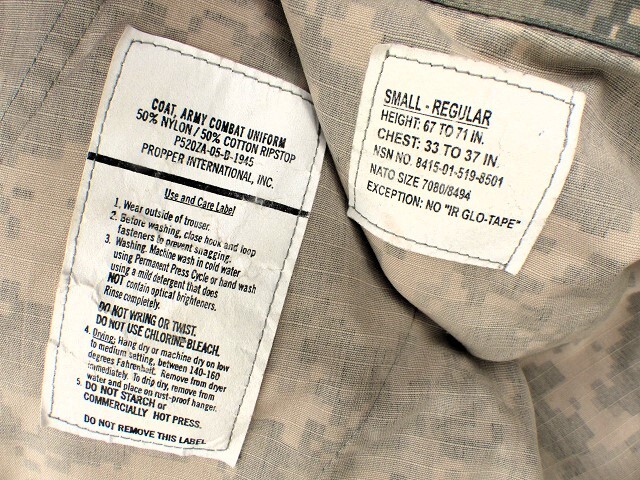 COAT, ARMY COMBAT UNIFORM
50% NYLON / 50% COTTON RIPSTOP
P520ZA-05-D-1945
PROPPER INTERNATIONAL, INC.
Use and Care Label
1. Wear outside of trouser.
2. Before washing, close hook and loop
fasteners to prevent snagging.
3. Washing. Machine wash in cold water
using Permanent Press Cycle or hand wash
using a mild detergent that does
NOT contain optical brighteners.
Rinse completely.
DO NOT WRING OR TWIST.
DO NOT USE CHLORINE BLEACH.
4. Drying: Hang dry or machine dry on low
to medium setting, between 140-160
degrees Fahrenheit. Remove from dryer
immediately. To drip dry, remove from
water and place on rust-proof hanger.
5. DO NOT STARCH or
COMMERCIALLY HOT PRESS.
DO NOT REMOVE THIS LABEL
SMALL - REGULAR
HEIGHT: 67 TO 71 IN.
CHEST: 33 TO 37 IN.
NSN NO. 8415-01-519-8501
NATO SIZE 7080/8494
EXCEPTION: NO "IR GLO-TAPE"